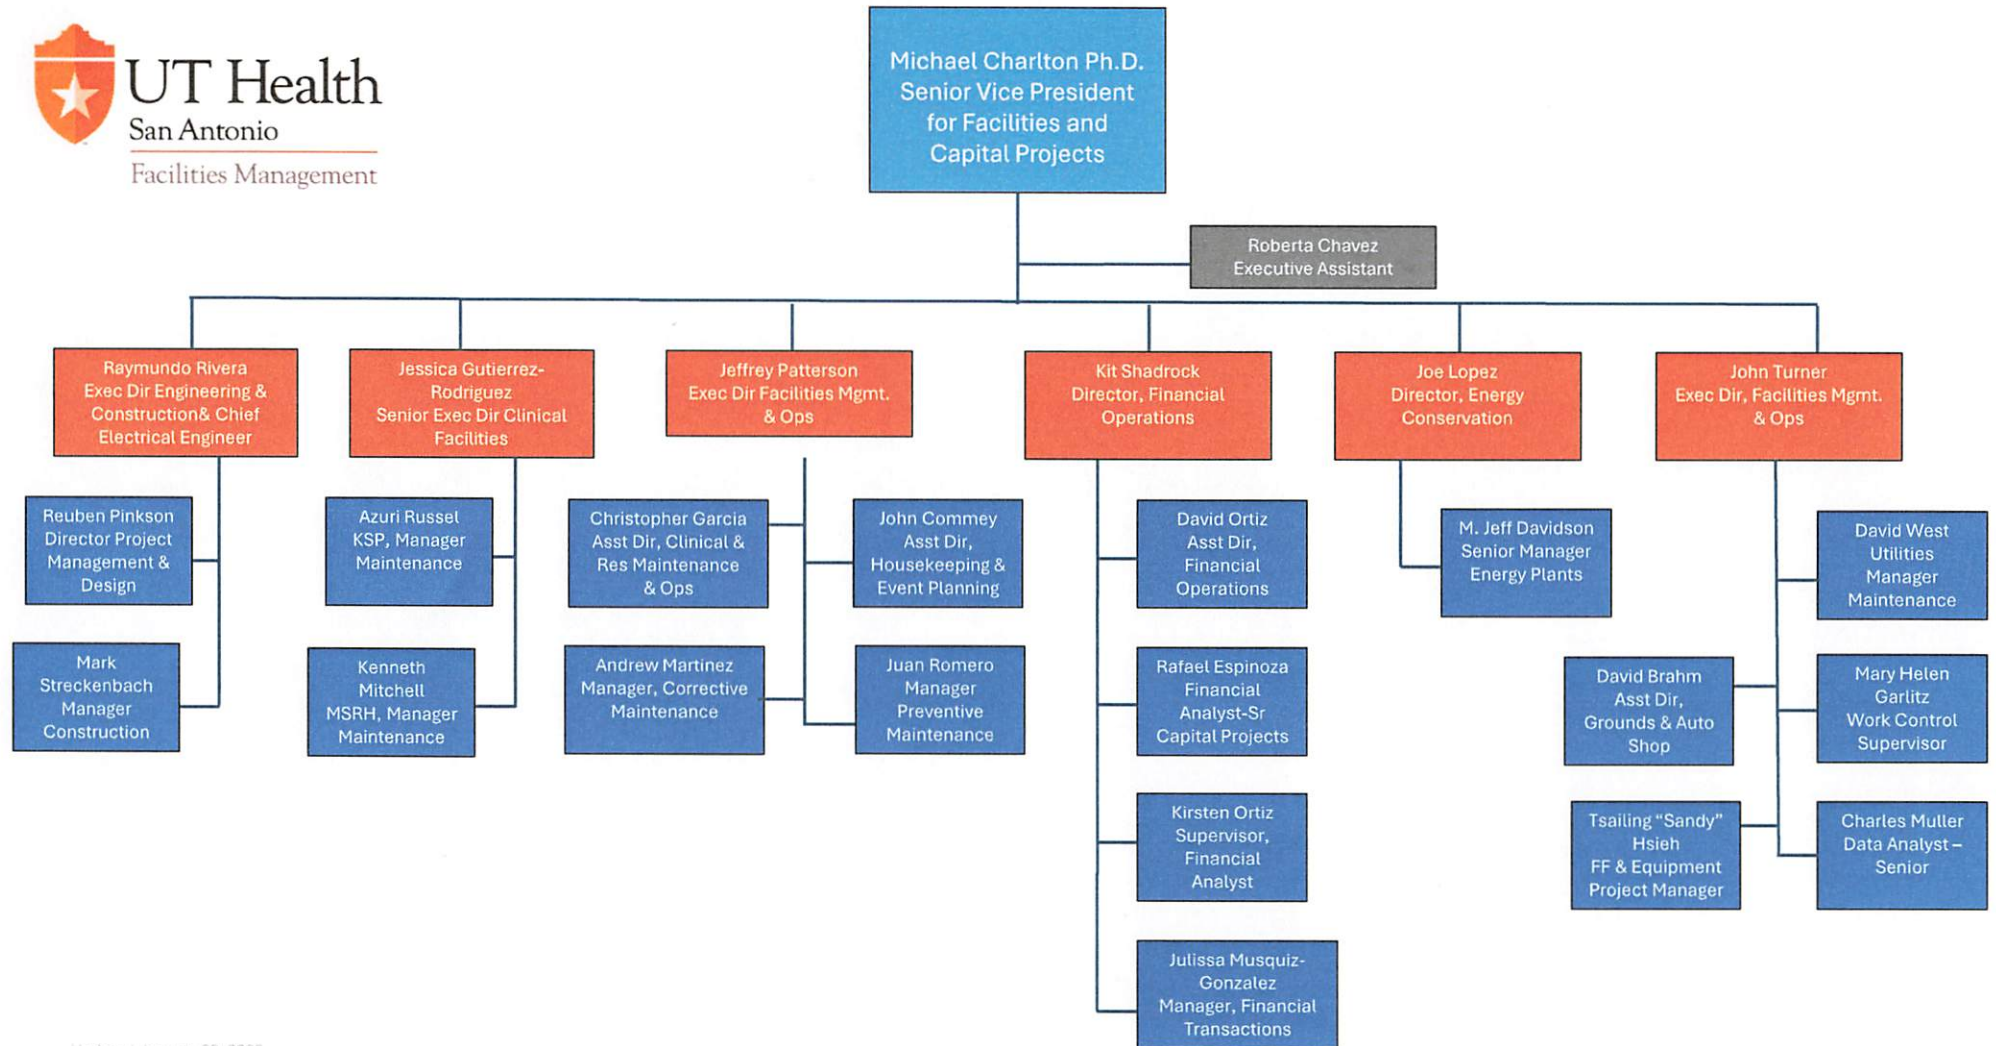 UT Health
San Antonio
Facilities Management
Michael Charlton Ph.D.
Senior Vice President
for Facilities and
Capital Projects
Roberta Chavez
Executive Assistant
Raymundo Rivera
Exec Dir Engineering &
Construction& Chief
Electrical Engineer
Jessica Gutierrez-
Rodriguez
Senior Exec Dir Clinical
Facilities
Jeffrey Patterson
Exec Dir Facilities Mgmt.
& Ops
Kit Shadrock
Director, Financial
Operations
Joe Lopez
Director, Energy
Conservation
John Turner
Exec Dir, Facilities Mgmt.
& Ops
Reuben Pinkson
Director Project
Management &
Design
Mark
Streckenbach
Manager
Construction
Azuri Russel
KSP, Manager
Maintenance
Kenneth
Mitchell
MSRH, Manager
Maintenance
Christopher Garcia
Asst Dir, Clinical &
Res Maintenance
& Ops
John Commey
Asst Dir,
Housekeeping &
Event Planning
Andrew Martinez
Manager, Corrective
Maintenance
Juan Romero
Manager
Preventive
Maintenance
David Ortiz
Asst Dir,
Financial
Operations
Rafael Espinoza
Financial
Analyst-Sr
Capital Projects
Kirsten Ortiz
Supervisor,
Financial
Analyst
Julissa Musquiz-
Gonzalez
Manager, Financial
Transactions
M. Jeff Davidson
Senior Manager
Energy Plants
David West
Utilities
Manager
Maintenance
David Brahm
Asst Dir,
Grounds & Auto
Shop
Mary Helen
Garlitz
Work Control
Supervisor
Tsailing “Sandy”
Hsieh
FF & Equipment
Project Manager
Charles Muller
Data Analyst –
Senior